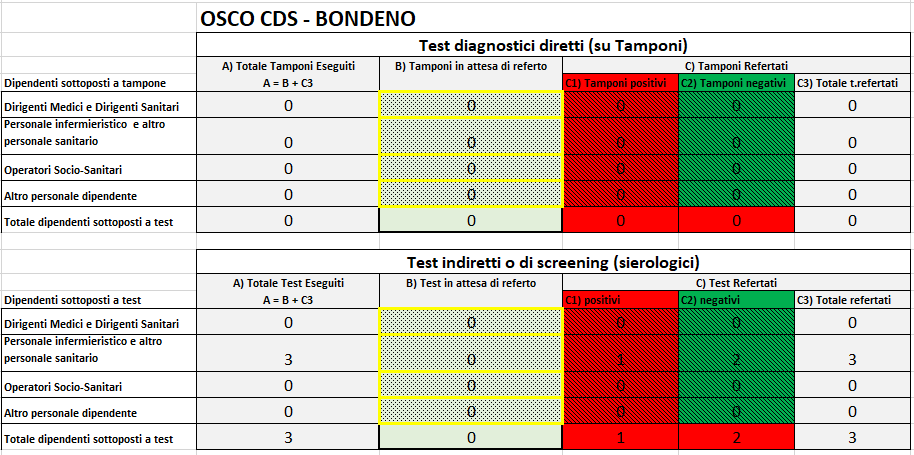 OSCO CDS - BONDENO
Test diagnostici diretti (su Tamponi)
A) Totale Tamponi Eseguiti B) Tamponi in attesa di referto C) Tamponi Refertati
Dipendenti sottoposti a tampone A = B + C3 C1) Tamponi positivi C2) Tamponi negativi C3) Totale t.refertati
Dirigenti Medici e Dirigenti Sanitari 0 0 0 0 0
Personale infermieristico e altro
personale sanitario 0 0 0 0 0
Operatori Socio-Sanitari 0 0 0 0 0
Altro personale dipendente 0 0 0 0 0
Totale dipendenti sottoposti a test 0 0 0 0 0
Test indiretti o di screening (sierologici)
A) Totale Test Eseguiti B) Test in attesa di referto C) Test Refertati
Dipendenti sottoposti a test A = B + C3 C1) positivi C2) negativi C3) Totale refertati
Dirigenti Medici e Dirigenti Sanitari 0 0 0 0 0
Personale infermieristico e altro
personale sanitario 3 0 1 2 3
Operatori Socio-Sanitari 0 0 0 0 0
Altro personale dipendente 0 0 0 0 0
Totale dipendenti sottoposti a test 3 0 1 2 3